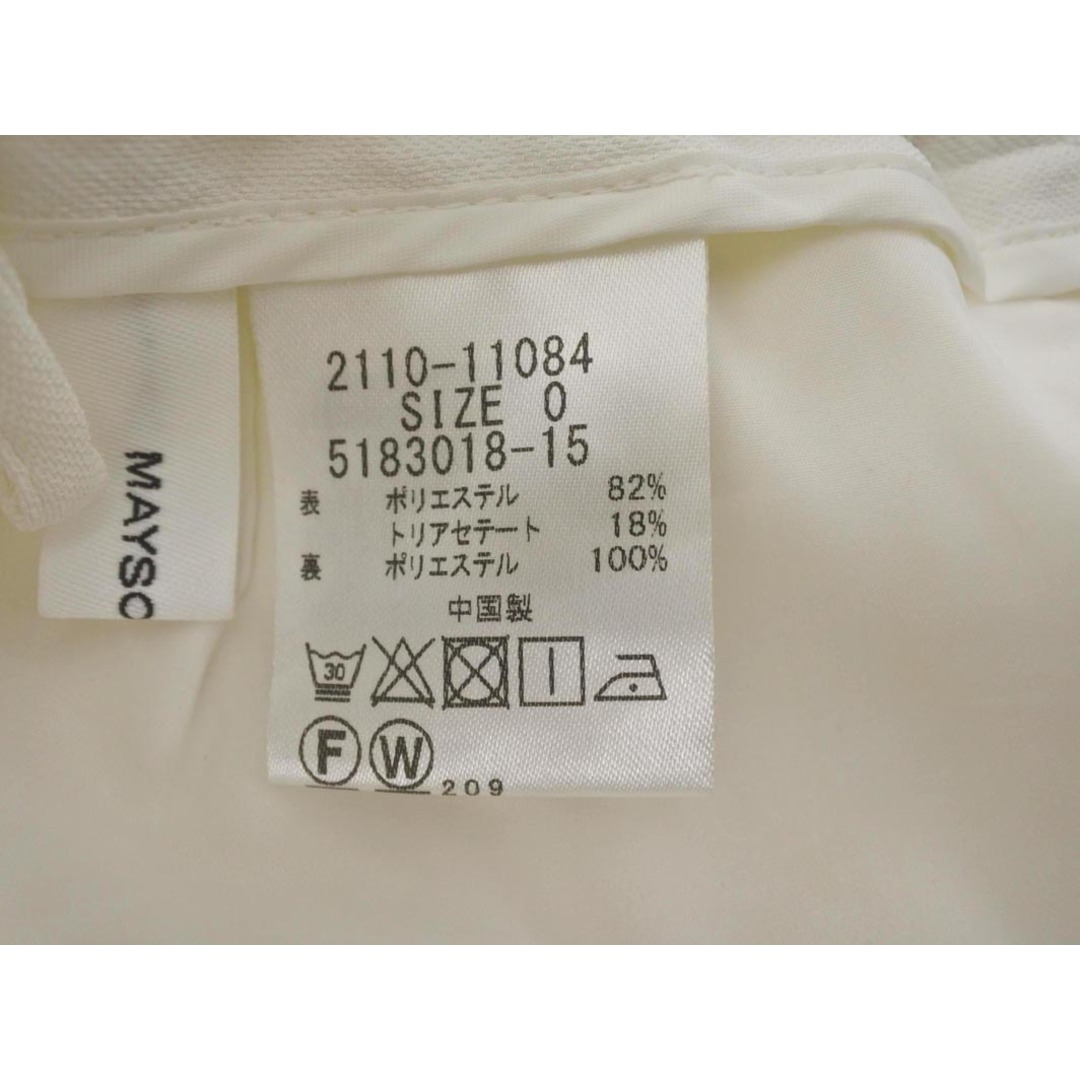 2110-11084
SIZE 0
5183018-15
表 ポリエステル 82%
トリアセテート 18%
裏 ポリエステル 100%
中国製
30
F W 209
MAYSO